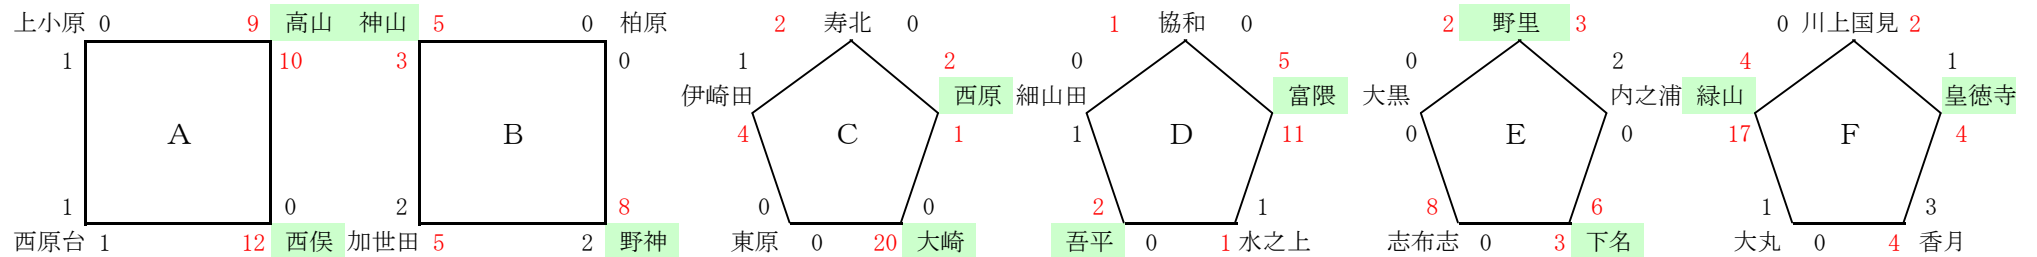 上小原 0 9 高山 神山 5 0 柏原 2 寿北 0 1 協和 0 2 野里 3 0 川上国見 2
1 10 3 0 1 2 0 5 0 2 4 1
伊崎田 西原 細山田 富隈 大黒 内之浦 緑山 皇徳寺
A B C D E F
4 1 1 11 0 0 17 4
1 0 2 8 0 0 2 1 8 6 1 3
西原台 1 12 西俣 加世田 5 2 野神 東原 0 20 大崎 吾平 0 1 水之上 志布志 0 3 下名 大丸 0 4 香月